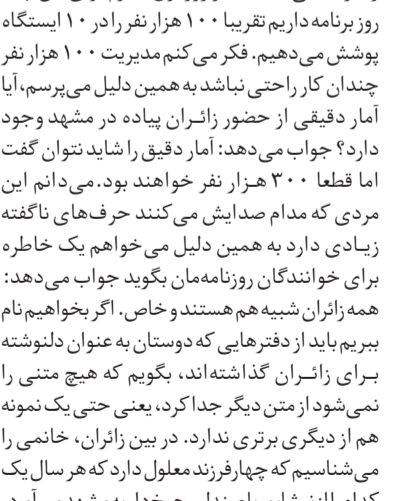 روز برنامه داریم تقریبا ۱۰۰ هزار نفر را در ۱۰ ایستگاه
پوشش می‌دهیم. فکر می‌کنم مدیریت ۱۰۰ هزار نفر
چندان کار راحتی نباشد به همین دلیل می‌پرسم، آیا
آمار دقیقی از حضور زائـران پیاده در مشهد وجود
دارد؟ جواب می‌دهد: آمار دقیق را شاید نتوان گفت
اما قطعا ۳۰۰ هـزار نفر خواهند بود. می‌دانم این
مردی که مدام صدایش می‌کنند حرف‌های ناگفته
زیـادی دارد به همین دلیل می‌خواهم یک خاطره
برای خوانندگان روزنامه‌مان بگوید جواب می‌دهد:
همه زائران شبیه هم هستند و خاص. اگر بخواهیم نام
ببریم باید از دفترهایی که دوستان به عنوان دلنوشته
بـرای زائـران گذاشته‌اند، بگویم که هیچ متنی را
نمی‌شود از متن دیگر جدا کرد، یعنی حتی یک نمونه
هم از دیگری برتری ندارد. در بین زائران، خانمی را
می‌شناسیم که چهار فرزند معلول دارد که هر سال یک